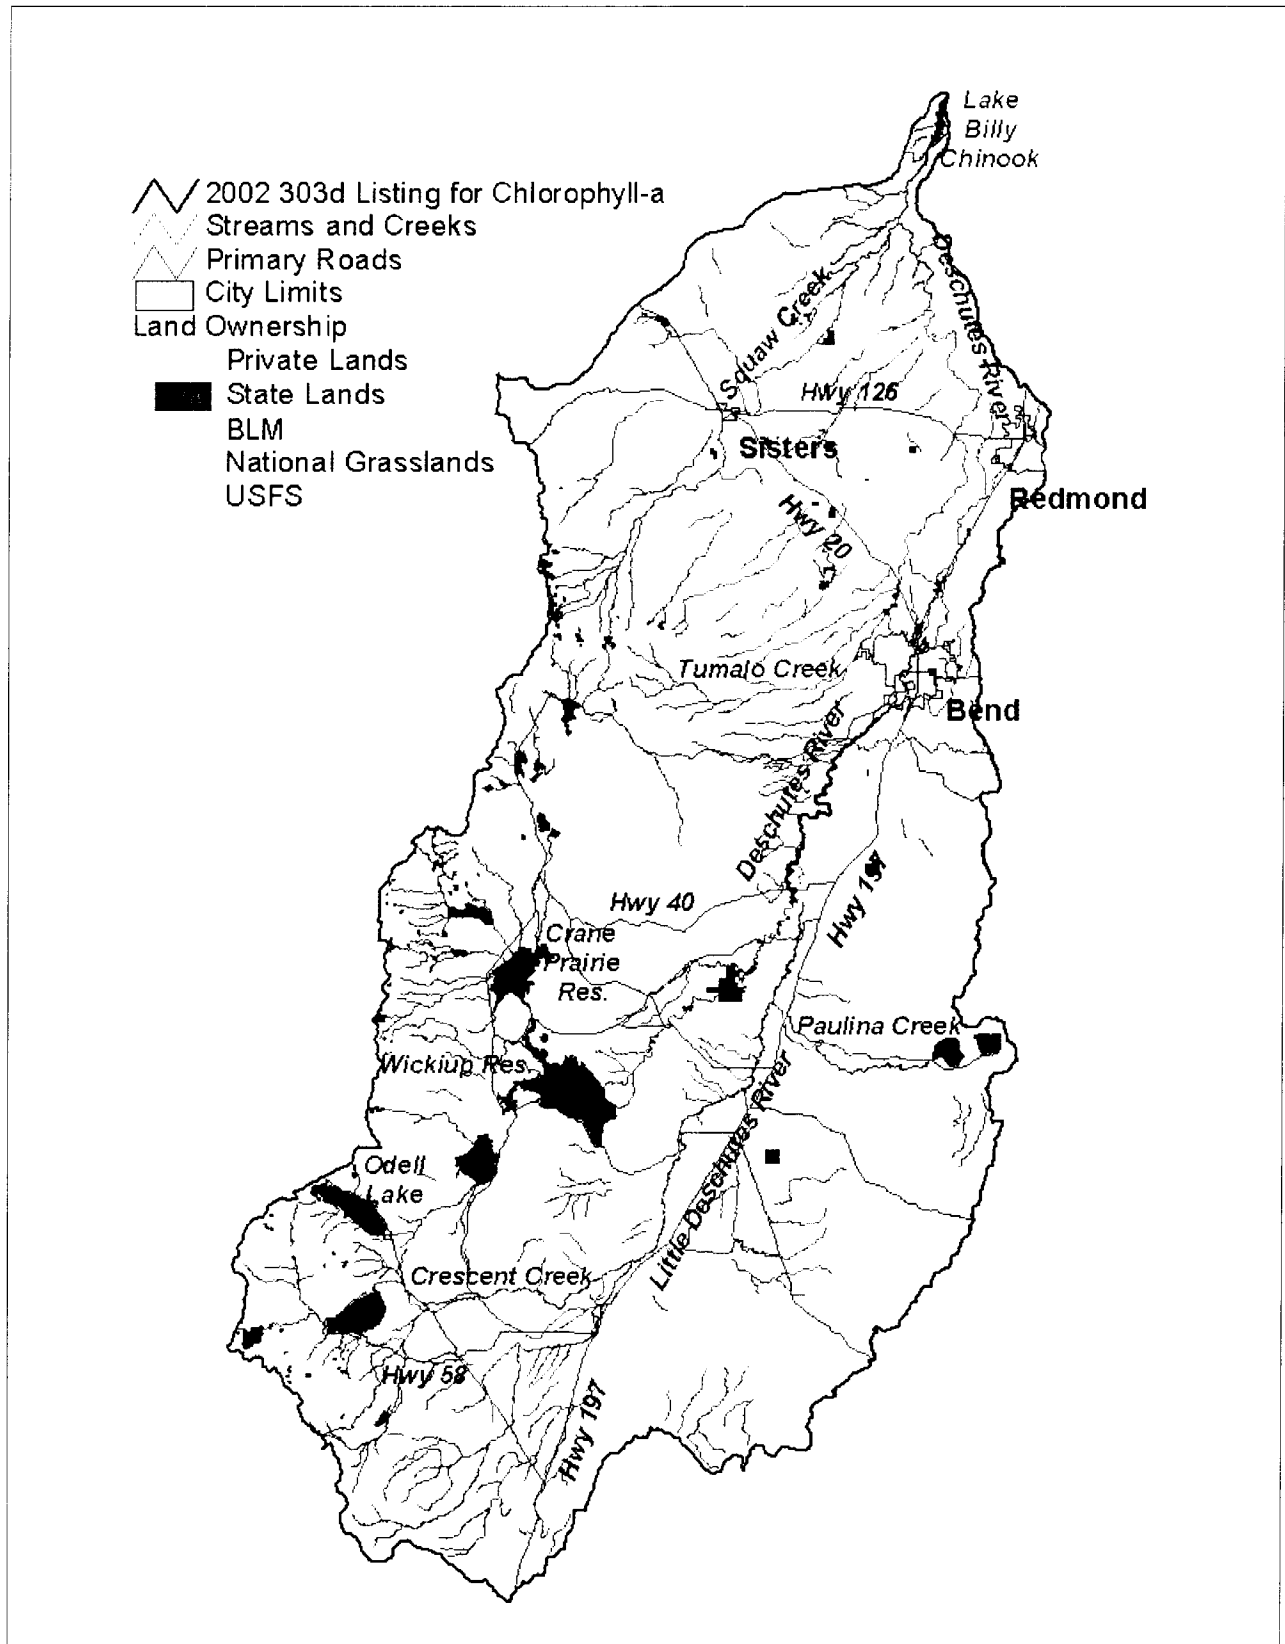 Lake
Billy
Chinook
2002 303d Listing for Chlorophyll-a
Streams and Creeks
Primary Roads
City Limits
Land Ownership
Private Lands
State Lands
BLM
National Grasslands
USFS
Deschutes River
Squaw Creek
Hwy 126
Sisters
Redmond
Hwy 20
Tumalo Creek
Bend
Deschutes River
Hwy 197
Hwy 40
Crane
Prairie
Res.
Paulina Creek
Wickiup Res.
Little Deschutes River
Odell
Lake
Crescent Creek
Hwy 58
Hwy 197